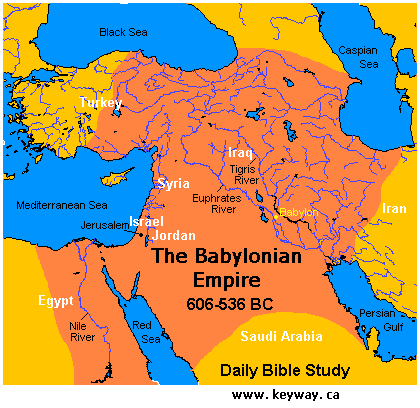 Black Sea
Caspian
Sea
Turkey
Iraq
Tigris
River
Syria
Euphrates
River
Mediterranean Sea
Babylon
Iran
Jerusalem
Israel
Jordan
The Babylonian
Empire
606-536 BC
Egypt
Nile
River
Red
Sea
Persian
Gulf
Saudi Arabia
Daily Bible Study
www.keyway.ca